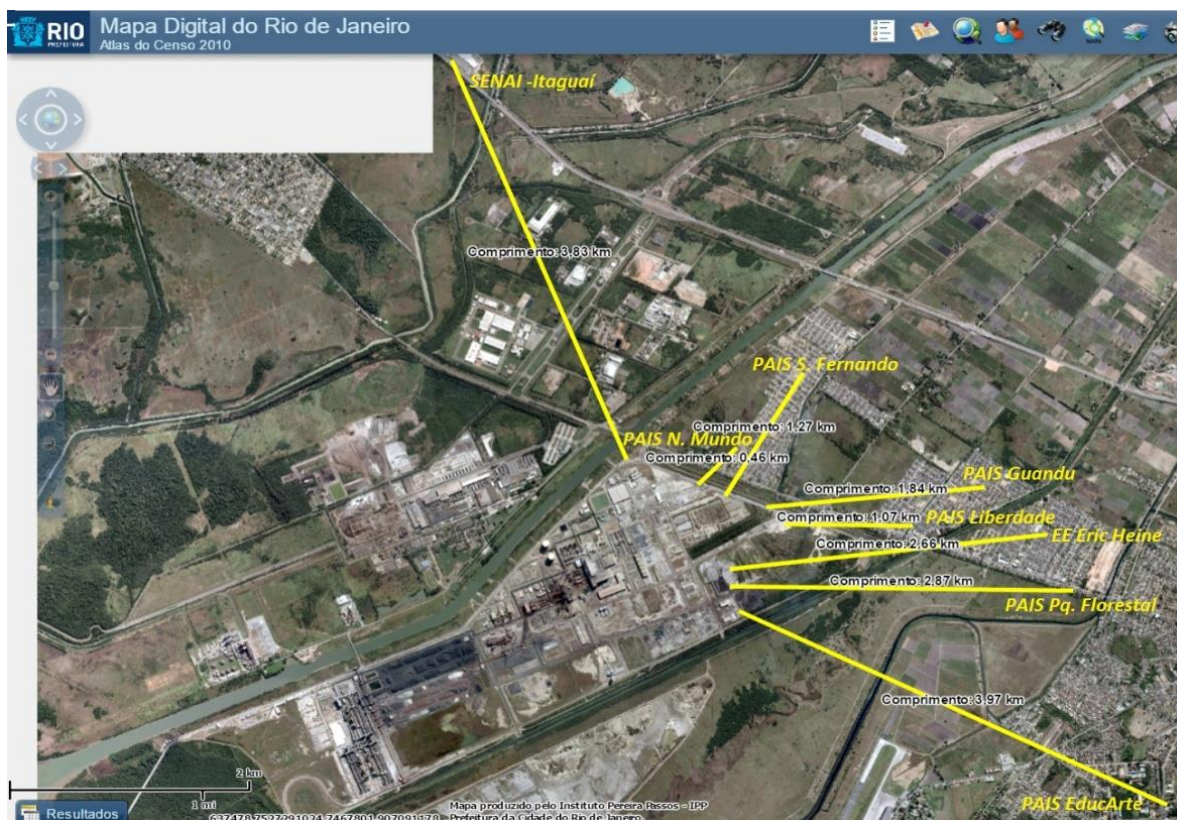 RIO
PREFEITURA
Mapa Digital do Rio de Janeiro
Atlas do Censo 2010
MAPA
SENAI -Itaguaí
Comprimento: 3,83 km
PAIS S. Fernando
Comprimento: 1,27 km
PAIS N. Mundo
Comprimento: 0,46 km
PAIS Guandu
Comprimento: 1,84 km
Comprimento: 1,07 km
PAIS Liberdade
EE Eric Heine
Comprimento: 2,66 km
Comprimento: 2,87 km
PAIS Pq. Florestal
Comprimento: 3,97 km
2 km
1 mi
PAIS EducArte
Resultados
Mapa produzido pelo Instituto Pereira Passos - IPP
Prefeitura da Cidade do Rio de Janeiro